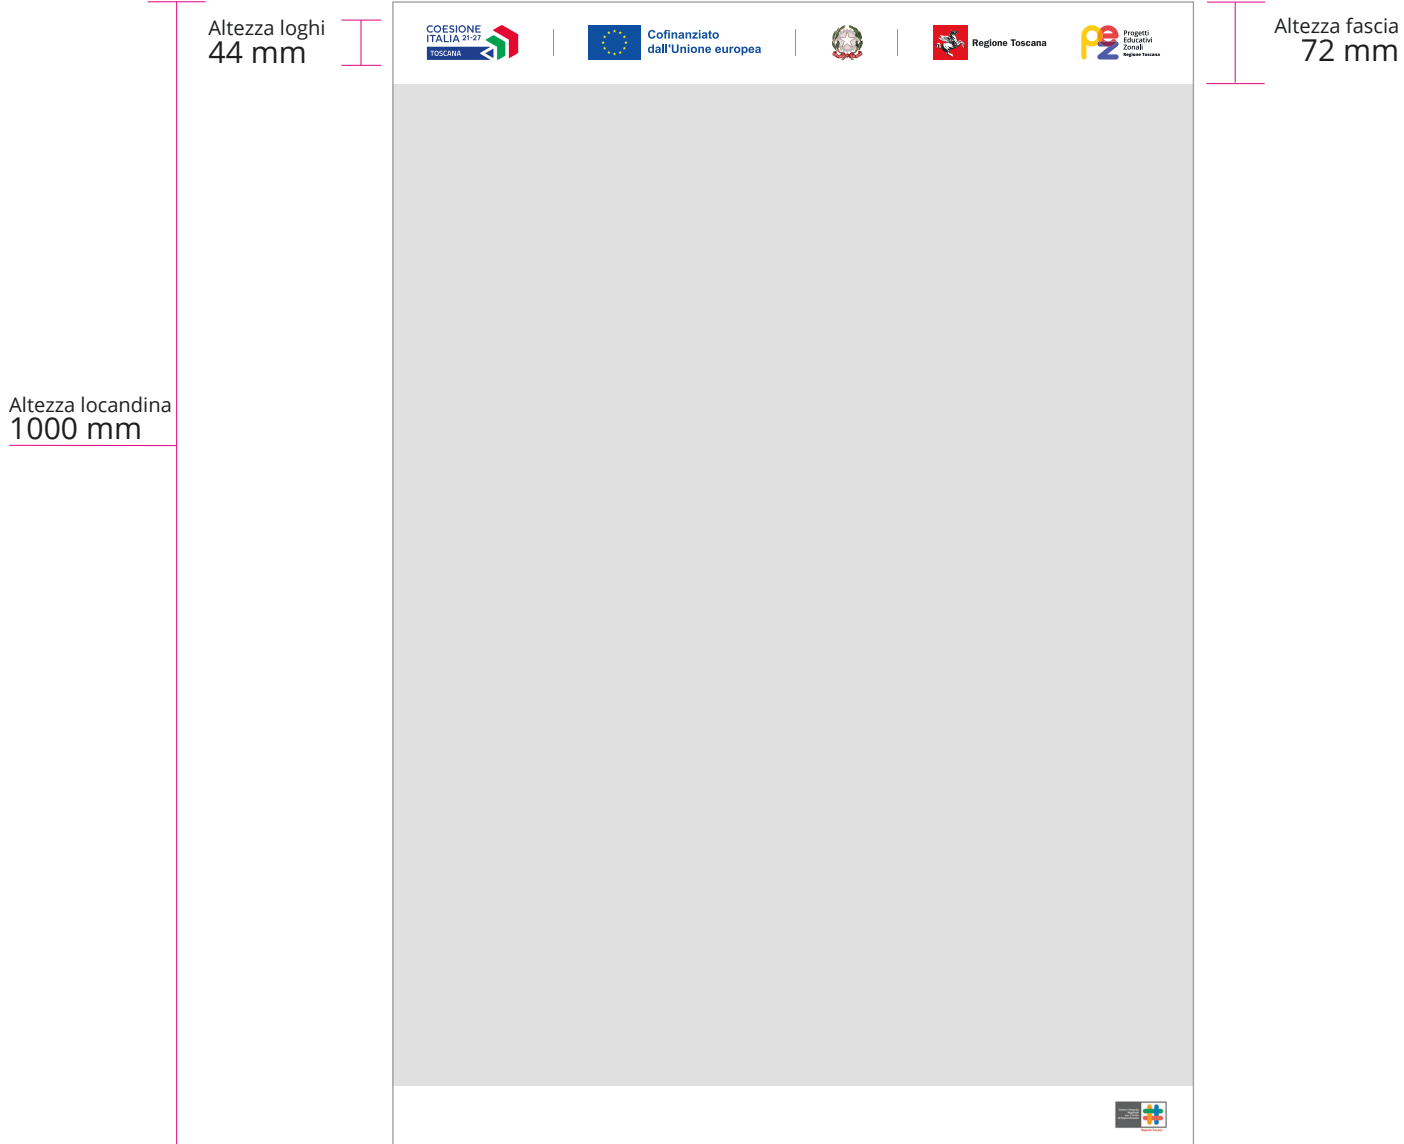 Altezza loghi
44 mm
COESIONE
ITALIA 21-27
TOSCANA
Cofinanziato
dall'Unione europea
Regione Toscana
pez
Progetti
Educativi
Zonali
Regione Toscana
Altezza fascia
72 mm
Altezza locandina
1000 mm